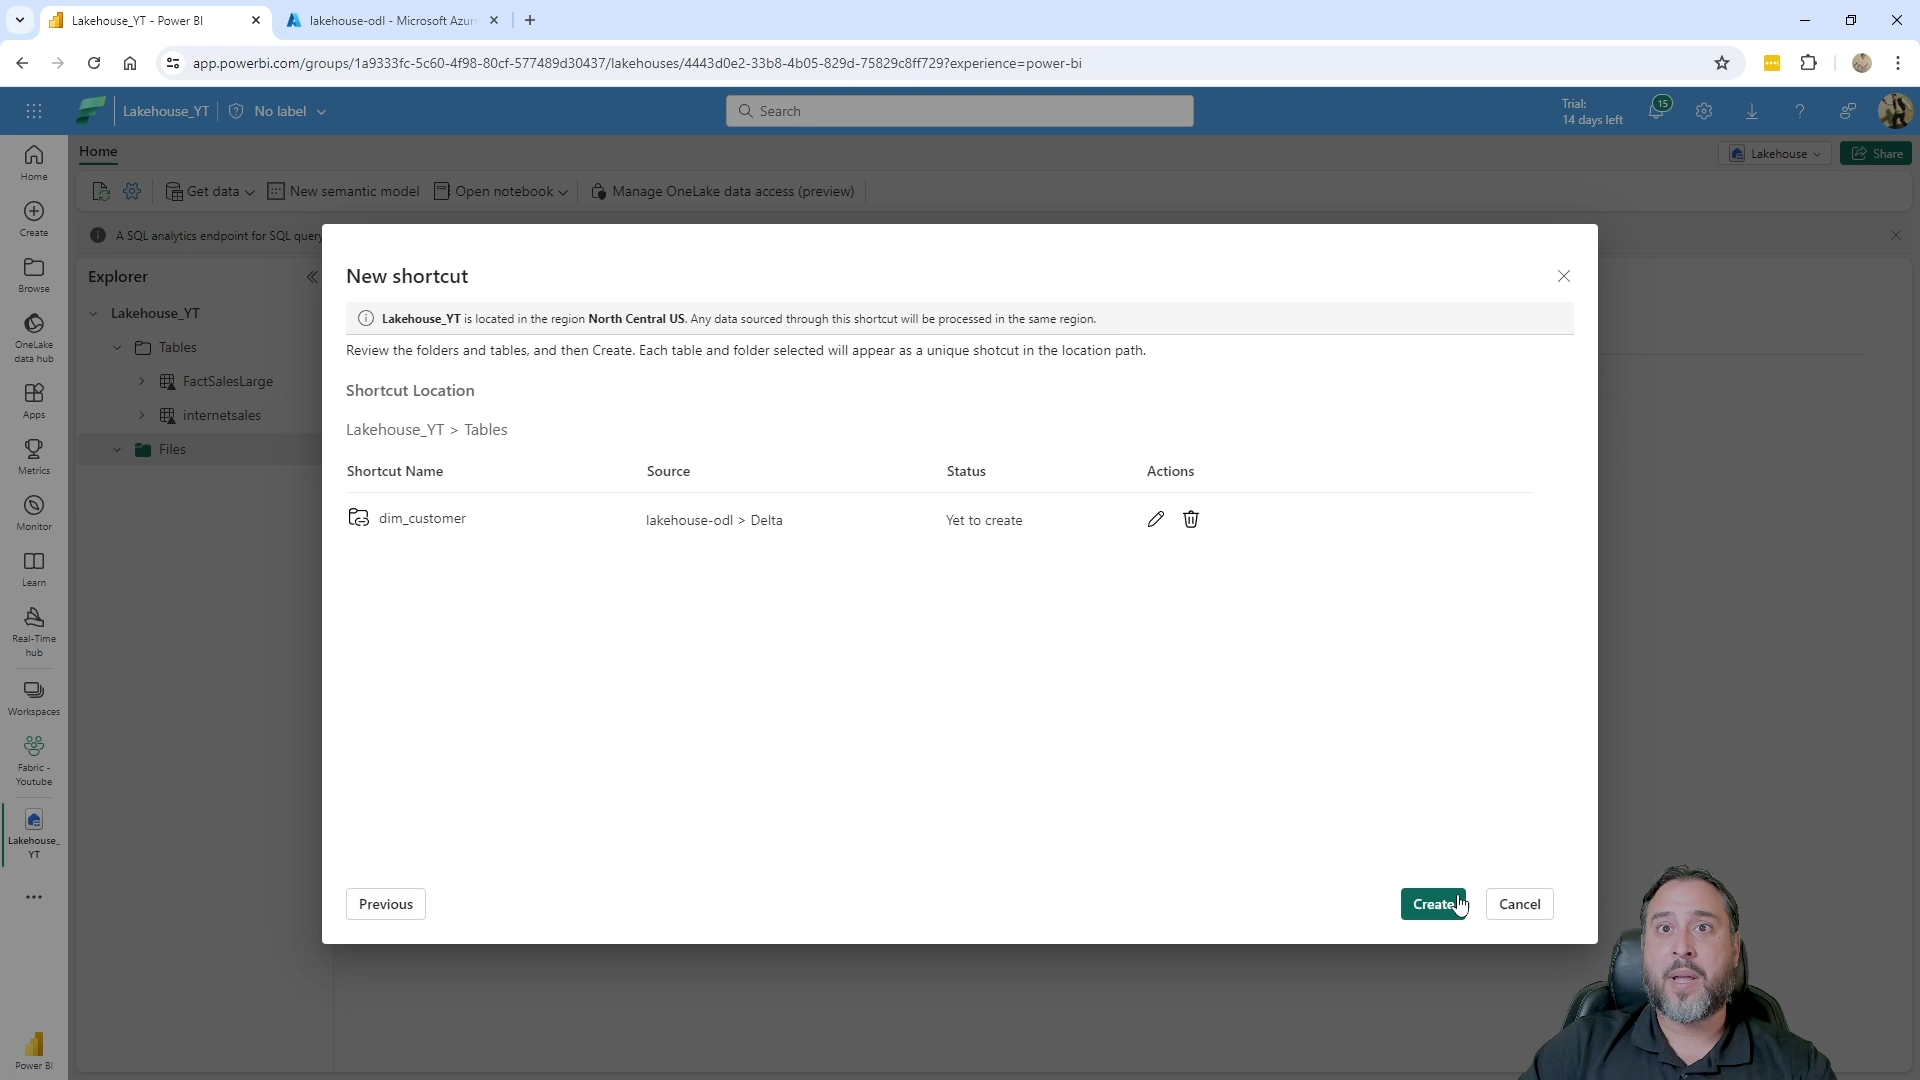 Lakehouse_YT - Power BI
lakehouse-odl - Microsoft Azur
app.powerbi.com/groups/1a9333fc-5c60-4f98-80cf-577489d30437/lakehouses/4443d0e2-33b8-4b05-829d-75829c8ff729?experience=power-bi
Lakehouse_YT
No label
Search
Trial:
14 days left
15
Home
Lakehouse
Share
Get data
New semantic model
Open notebook
Manage OneLake data access (preview)
A SQL analytics endpoint for SQL query
Home
Create
Browse
OneLake
data hub
Apps
Metrics
Monitor
Learn
Real-Time
hub
Workspaces
Fabric -
Youtube
Lakehouse_
YT
Power BI
Explorer
Lakehouse_YT
Tables
FactSalesLarge
internetsales
Files
New shortcut
Lakehouse_YT is located in the region North Central US. Any data sourced through this shortcut will be processed in the same region.
Review the folders and tables, and then Create. Each table and folder selected will appear as a unique shotcut in the location path.
Shortcut Location
Lakehouse_YT > Tables
Shortcut Name Source Status Actions
dim_customer lakehouse-odl > Delta Yet to create
Previous
Create
Cancel